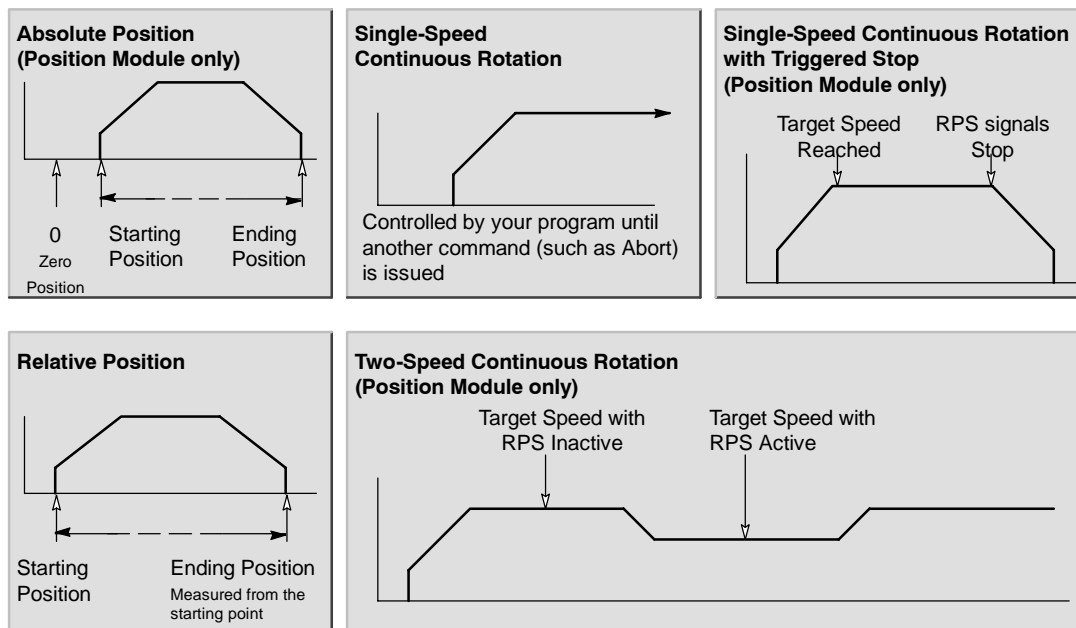 Absolute Position
(Position Module only)
0
Zero
Position
Starting
Position
Ending
Position
Single-Speed
Continuous Rotation
Controlled by your program until
another command (such as Abort)
is issued
Single-Speed Continuous Rotation
with Triggered Stop
(Position Module only)
Target Speed
Reached
RPS signals
Stop
Relative Position
Starting
Position
Ending Position
Measured from the
starting point
Two-Speed Continuous Rotation
(Position Module only)
Target Speed with
RPS Inactive
Target Speed with
RPS Active